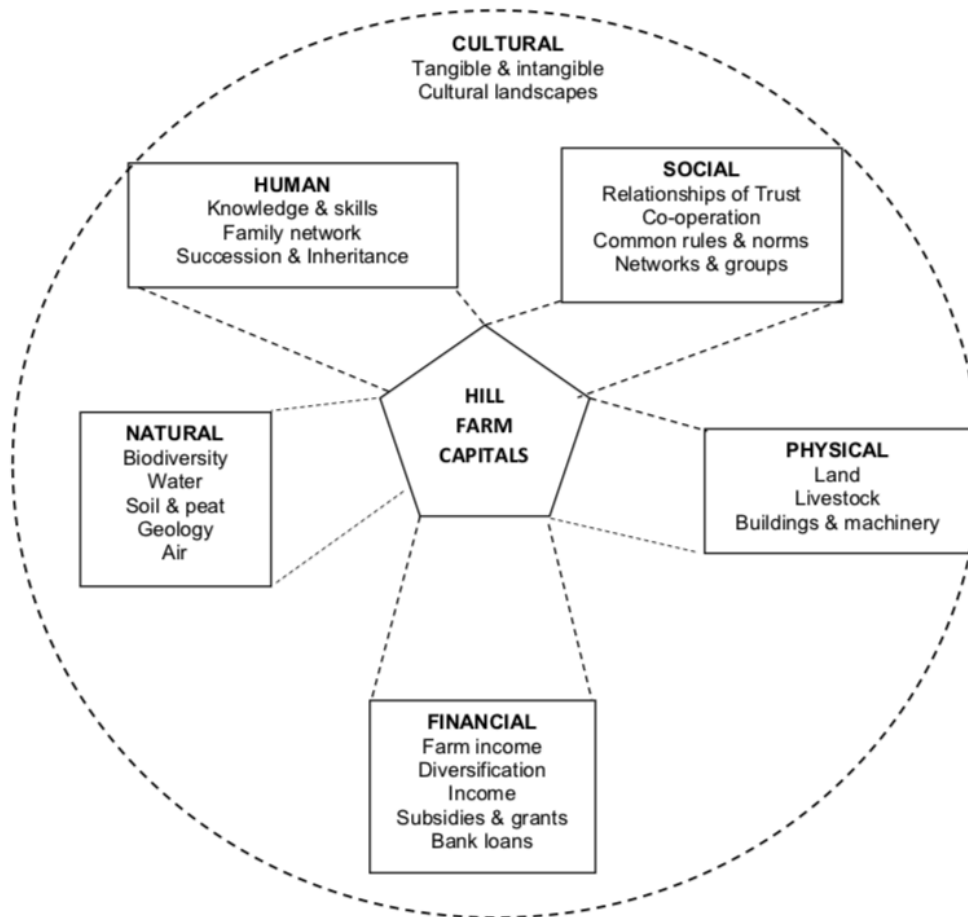 CULTURAL
Tangible & intangible
Cultural landscapes
HUMAN
Knowledge & skills
Family network
Succession & Inheritance
SOCIAL
Relationships of Trust
Co-operation
Common rules & norms
Networks & groups
HILL
FARM
CAPITALS
NATURAL
Biodiversity
Water
Soil & peat
Geology
Air
PHYSICAL
Land
Livestock
Buildings & machinery
FINANCIAL
Farm income
Diversification
Income
Subsidies & grants
Bank loans